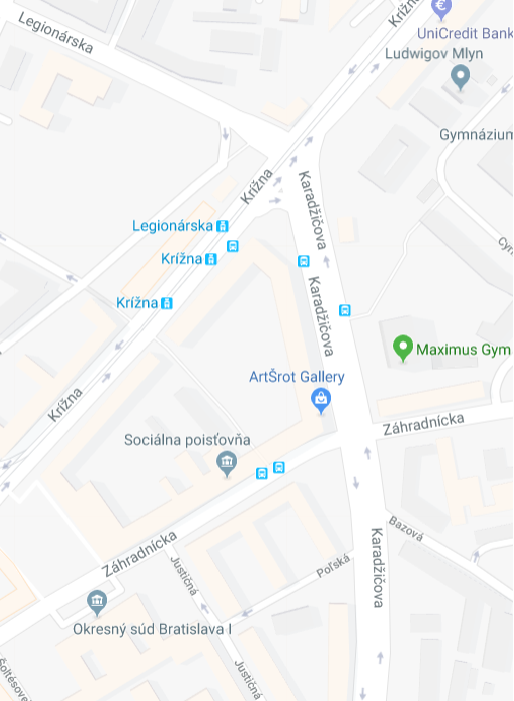 Legionárska
Krížna
UniCredit Bank
Ludwigov Mlyn
Gymnázium
Krížna
Karadžičova
Legionárska
Krížna
Karadžičova
Krížna
Maximus Gym
ArtŠrot Gallery
Krížna
Záhradnícka
Sociálna poisťovňa
Záhradnícka
Bazová
Karadžičova
Poľská
Justičná
Okresný súd Bratislava I
Justičná